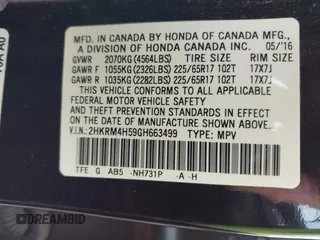 MFD. IN CANADA BY HONDA OF CANADA MFG.,
A DIVISION OF HONDA CANADA INC. 05/'16
GVWR 2070KG (4564LBS) TIRE SIZE RIM SIZE
GAWR F 1055KG (2326LBS) 225/65R17 102T 17X7J
GAWR R 1035KG (2282LBS) 225/65R17 102T 17X7J
THIS VEHICLE CONFORMS TO ALL APPLICABLE
FEDERAL MOTOR VEHICLE SAFETY, BUMPER,
AND THEFT PREVENTION STANDARDS IN EFFECT
ON THE DATE OF MANUFACTURE SHOWN ABOVE.
V.I.N.: 2HKRM4H59GH663499 TYPE: MPV
TFE G AB5 -NH731P -A -H
DREAMBID